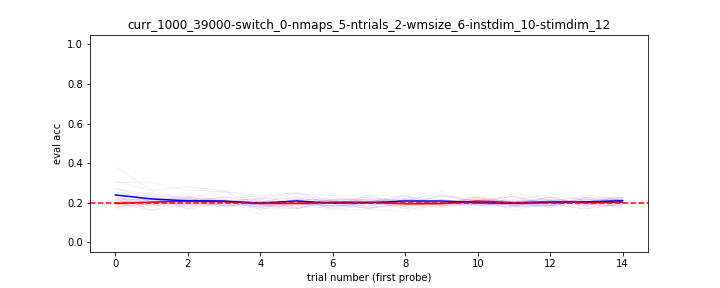 curr_1000_39000-switch_0-nmaps_5-ntrials_2-wmsize_6-instdim_10-stimdim_12
eval acc
1.0
0.8
0.6
0.4
0.2
0.0
0 2 4 6 8 10 12 14
trial number (first probe)